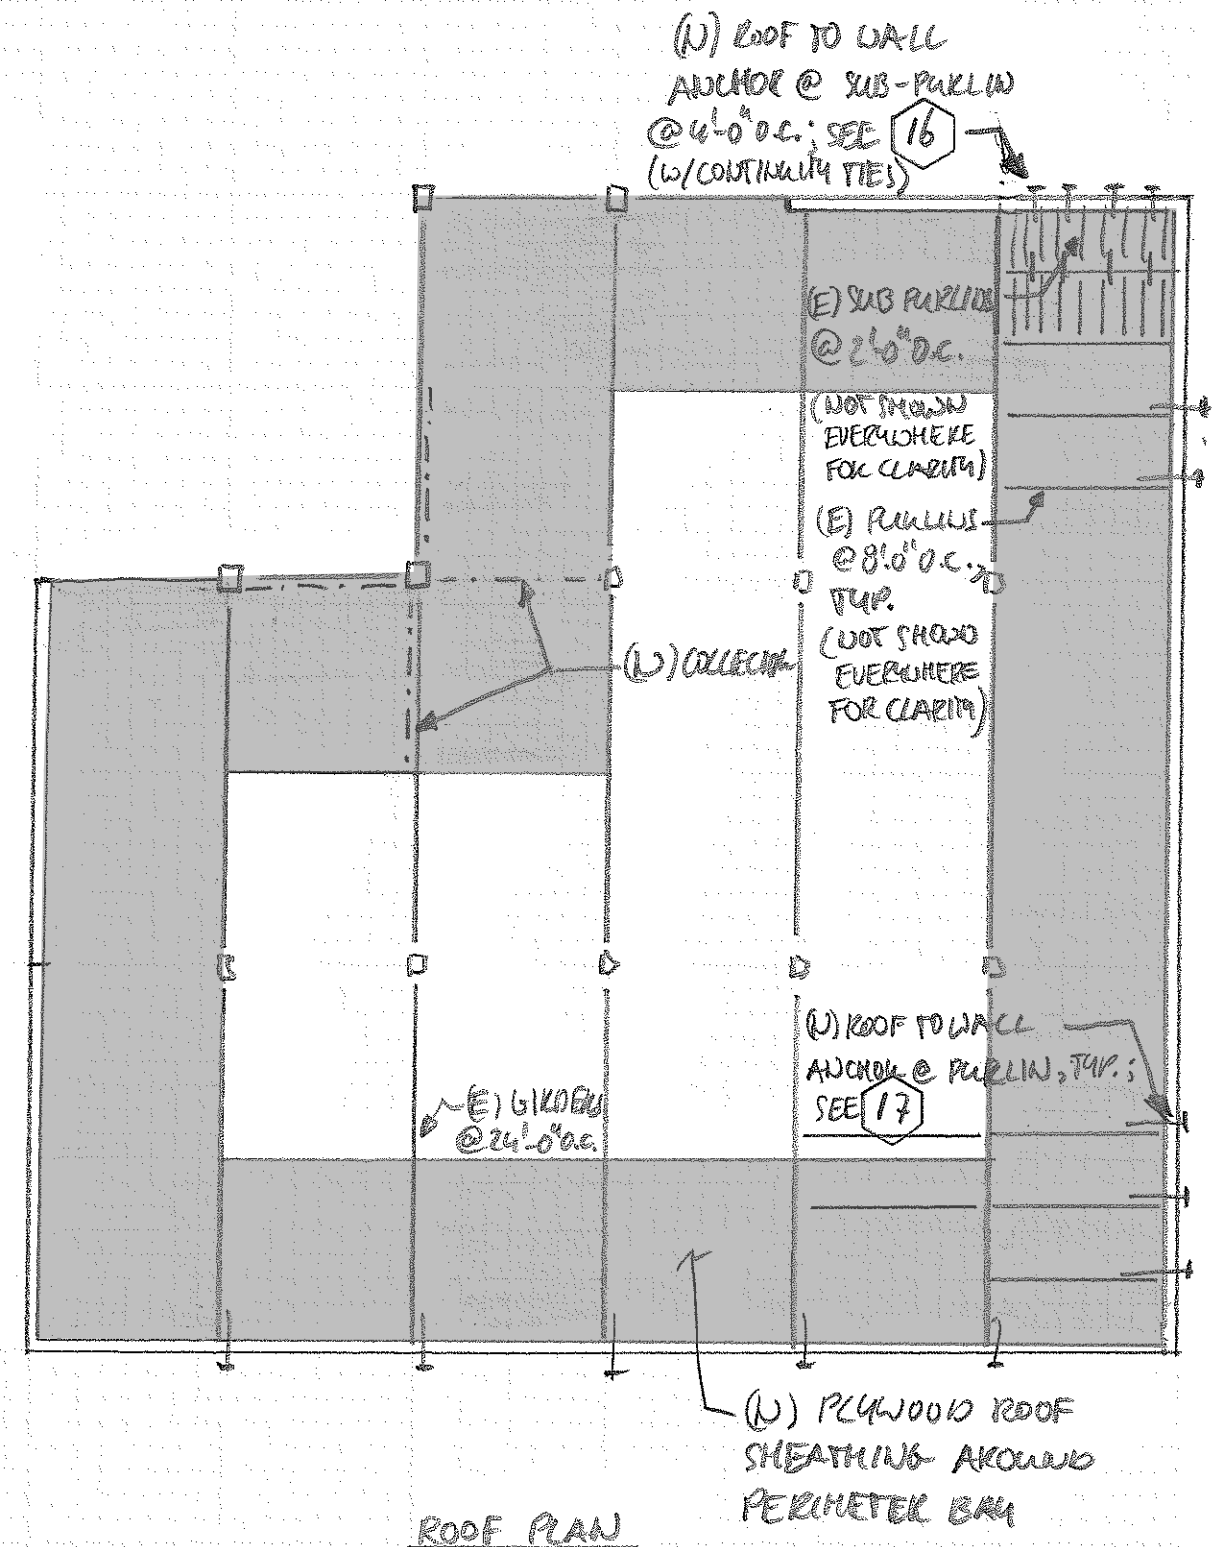 (N) ROOF TO WALL
ANCHOR @ SUB-PURLIN
@ 4'-0" O.C.; SEE 16
(W/CONTINUITY TIES)
(E) SUB PURLINS
@ 2'-0" O.C.
(NOT SHOWN
EVERYWHERE
FOR CLARITY)
(E) PURLINS
@ 8'-0" O.C.,
TYP.
(NOT SHOWN
EVERYWHERE
FOR CLARITY)
(N) COLLECTOR
(N) ROOF TO WALL
ANCHOR @ PURLIN, TYP.;
SEE 17
(E) GIRDERS
@ 24'-0" O.C.
(N) PLYWOOD ROOF
SHEATHING AROUND
PERIMETER BAY
ROOF PLAN